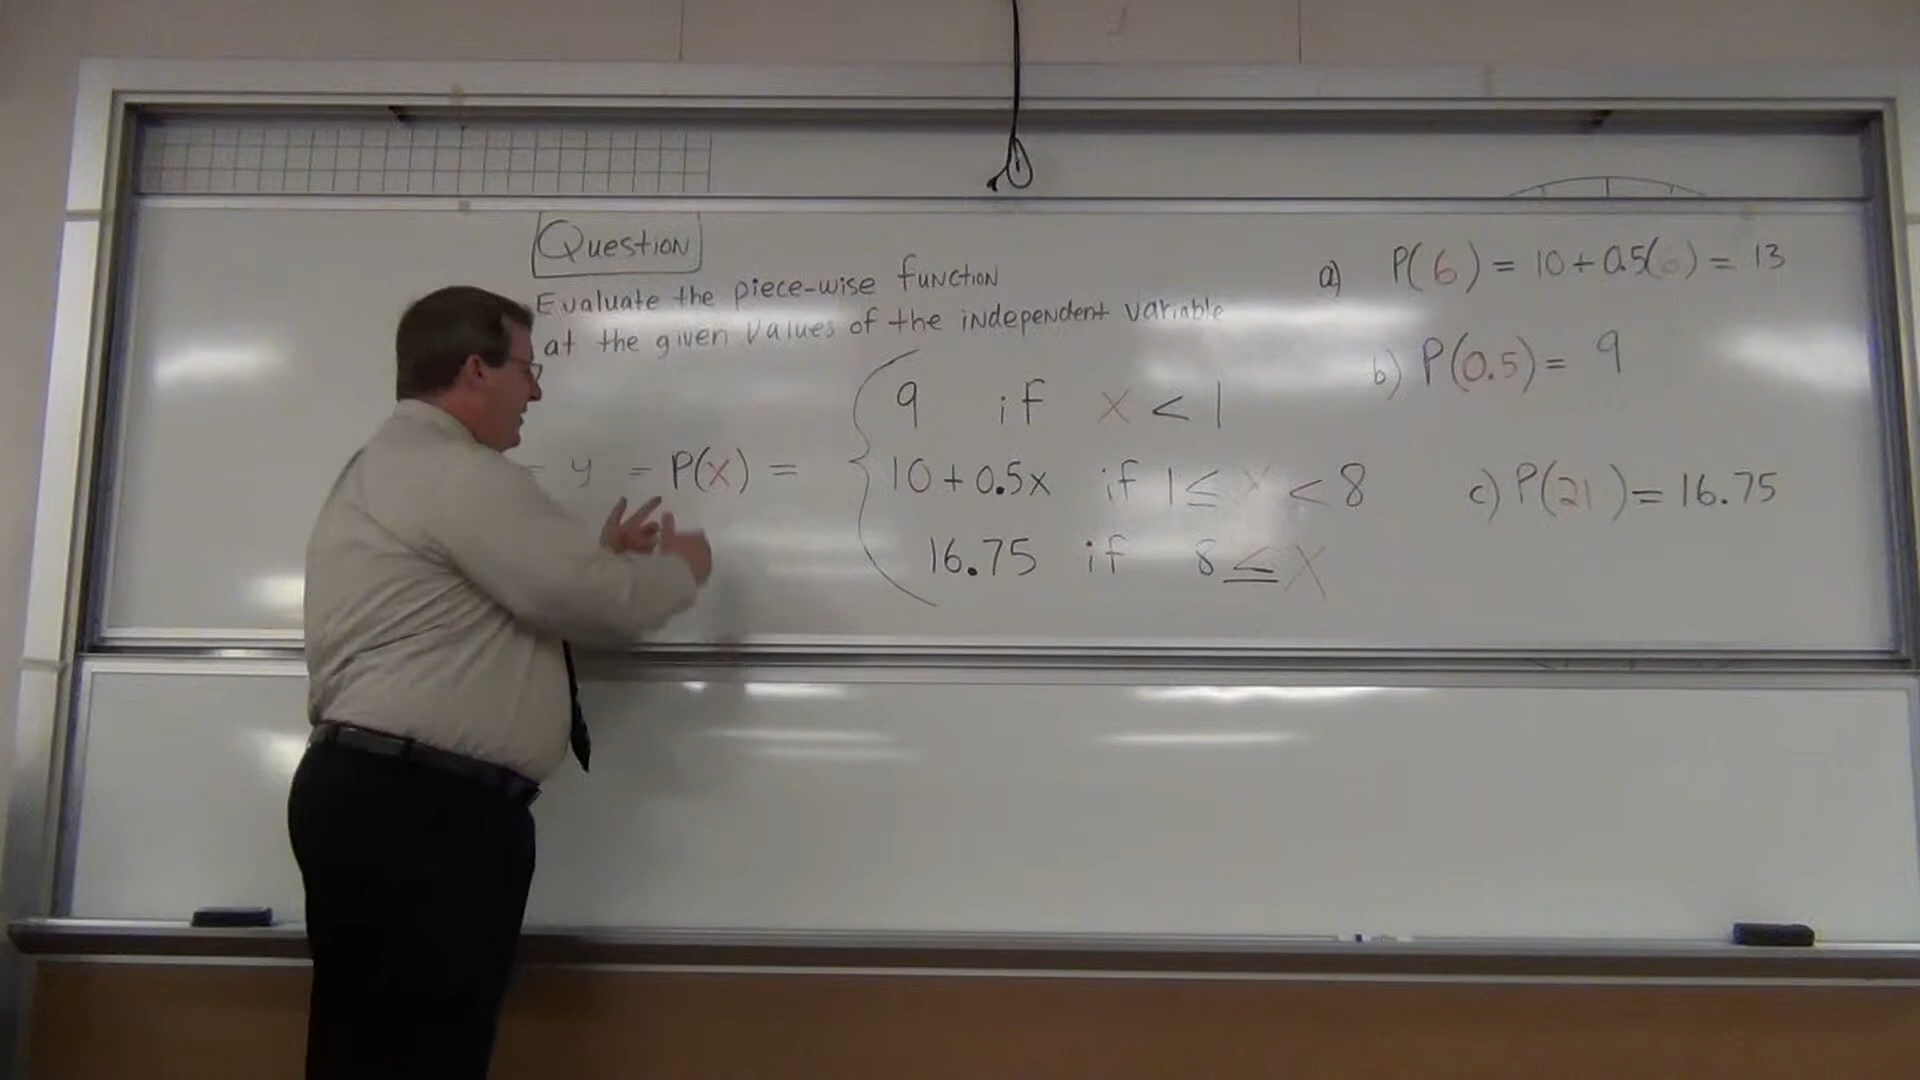 Question
Evaluate the piece-wise function
at the given values of the independent variable
= y = P(x) =
9 if x < 1
10 + 0.5x if 1 ≤ x < 8
16.75 if 8 ≤ x
a) P(6) = 10 + 0.5(6) = 13
b) P(0.5) = 9
c) P(21) = 16.75